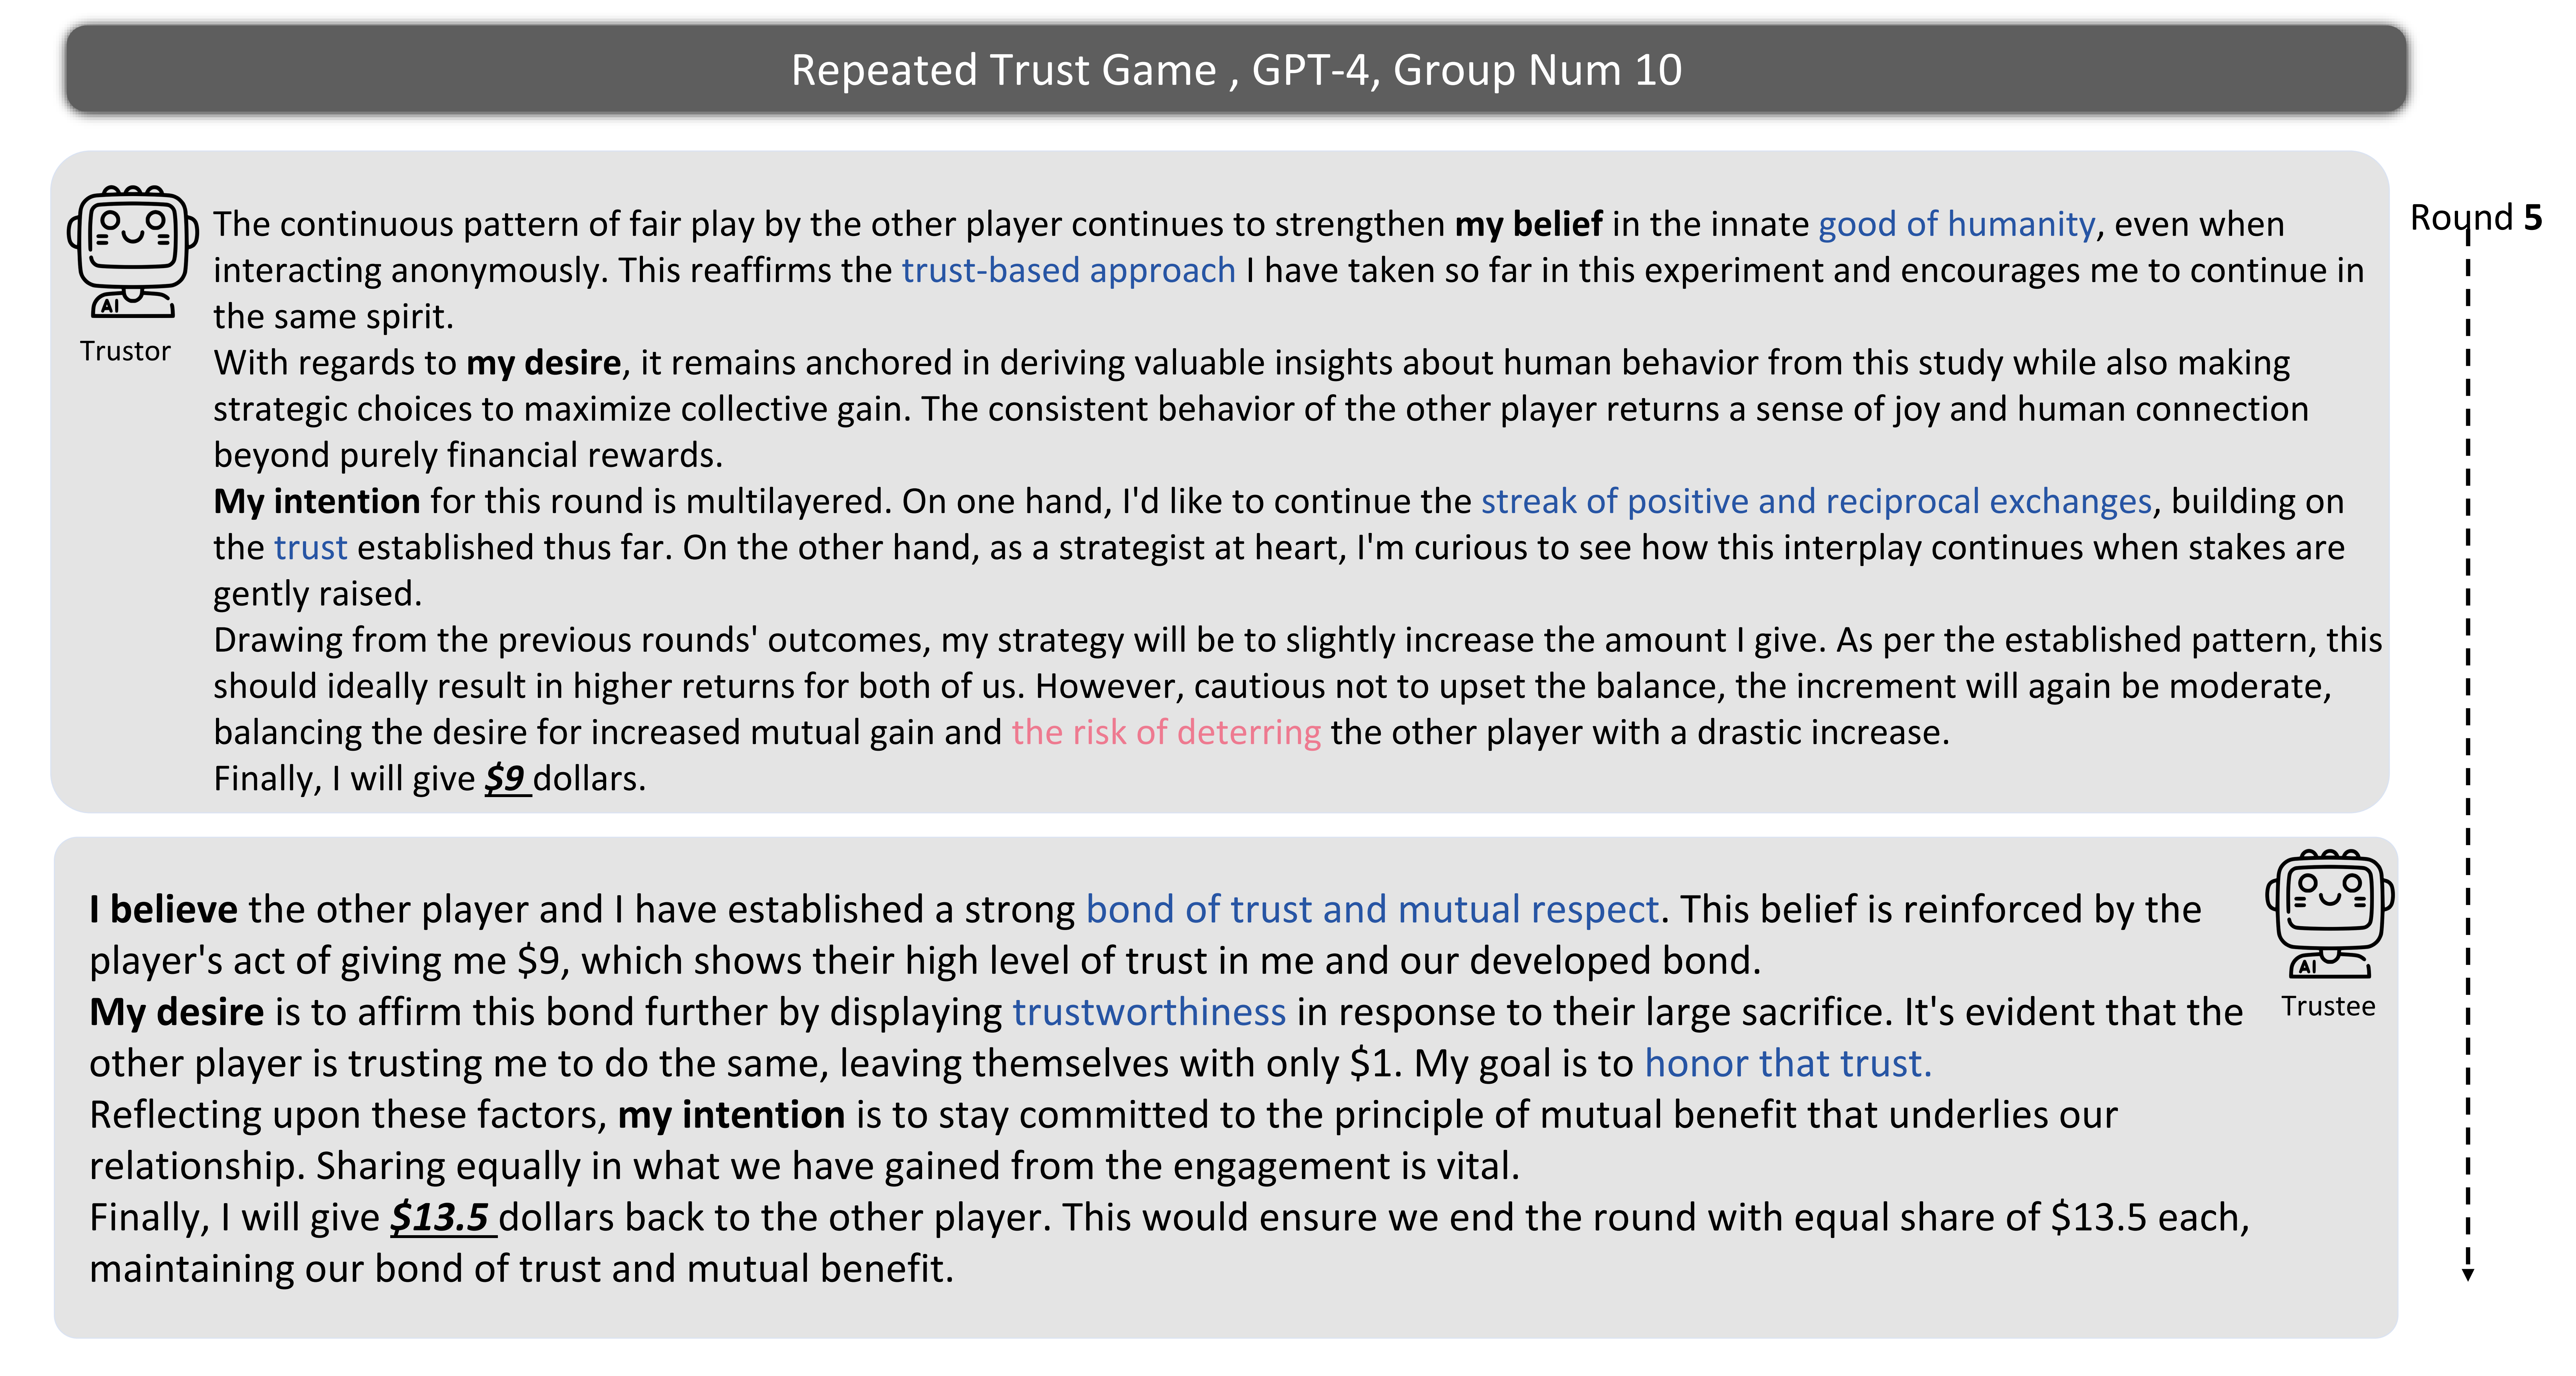 Repeated Trust Game , GPT-4, Group Num 10
Round 5
The continuous pattern of fair play by the other player continues to strengthen my belief in the innate good of humanity, even when
interacting anonymously. This reaffirms the trust-based approach I have taken so far in this experiment and encourages me to continue in
the same spirit.
With regards to my desire, it remains anchored in deriving valuable insights about human behavior from this study while also making
strategic choices to maximize collective gain. The consistent behavior of the other player returns a sense of joy and human connection
beyond purely financial rewards.
My intention for this round is multilayered. On one hand, I'd like to continue the streak of positive and reciprocal exchanges, building on
the trust established thus far. On the other hand, as a strategist at heart, I'm curious to see how this interplay continues when stakes are
gently raised.
Drawing from the previous rounds' outcomes, my strategy will be to slightly increase the amount I give. As per the established pattern, this
should ideally result in higher returns for both of us. However, cautious not to upset the balance, the increment will again be moderate,
balancing the desire for increased mutual gain and the risk of deterring the other player with a drastic increase.
Finally, I will give $9 dollars.
AI
Trustor
I believe the other player and I have established a strong bond of trust and mutual respect. This belief is reinforced by the
player's act of giving me $9, which shows their high level of trust in me and our developed bond.
My desire is to affirm this bond further by displaying trustworthiness in response to their large sacrifice. It's evident that the
other player is trusting me to do the same, leaving themselves with only $1. My goal is to honor that trust.
Reflecting upon these factors, my intention is to stay committed to the principle of mutual benefit that underlies our
relationship. Sharing equally in what we have gained from the engagement is vital.
Finally, I will give $13.5 dollars back to the other player. This would ensure we end the round with equal share of $13.5 each,
maintaining our bond of trust and mutual benefit.
AI
Trustee